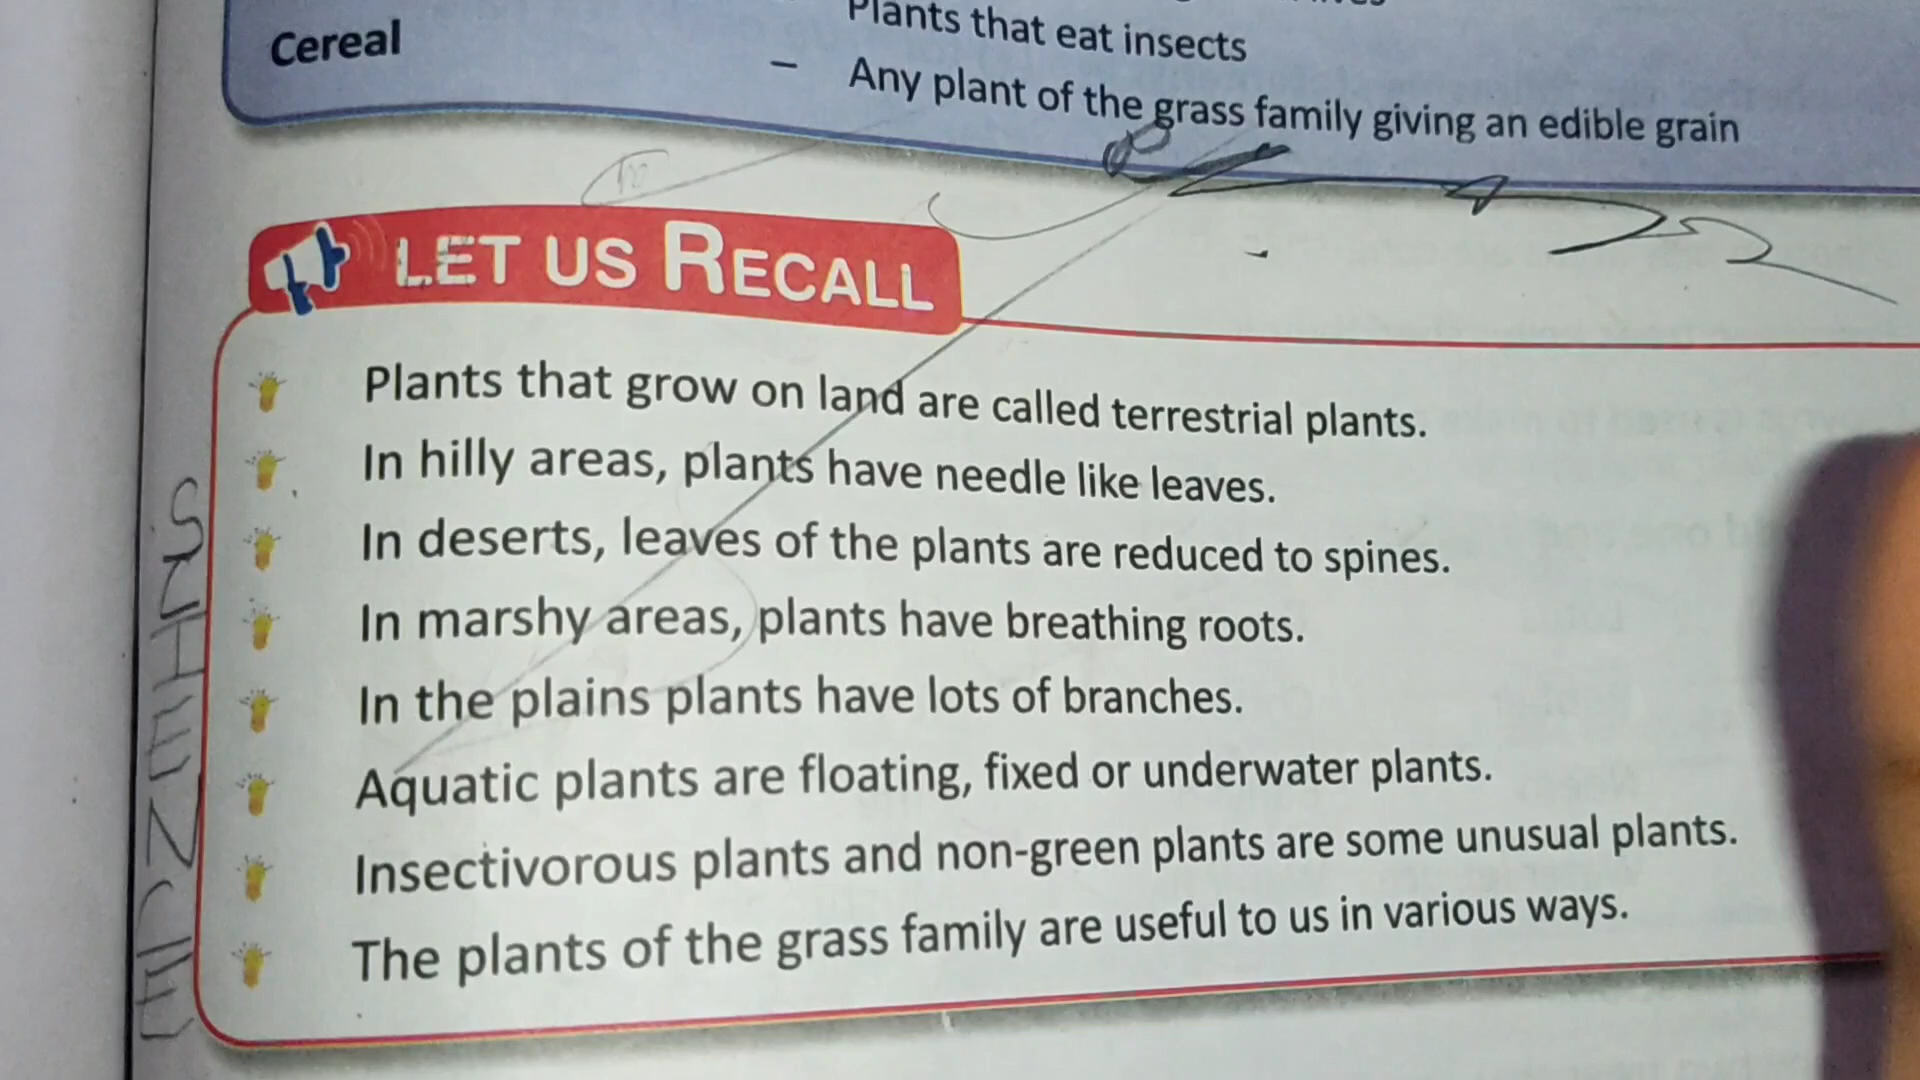 Plants that eat insects
Cereal – Any plant of the grass family giving an edible grain
LET US RECALL
Plants that grow on land are called terrestrial plants.
In hilly areas, plants have needle like leaves.
In deserts, leaves of the plants are reduced to spines.
In marshy areas, plants have breathing roots.
In the plains plants have lots of branches.
Aquatic plants are floating, fixed or underwater plants.
Insectivorous plants and non-green plants are some unusual plants.
The plants of the grass family are useful to us in various ways.